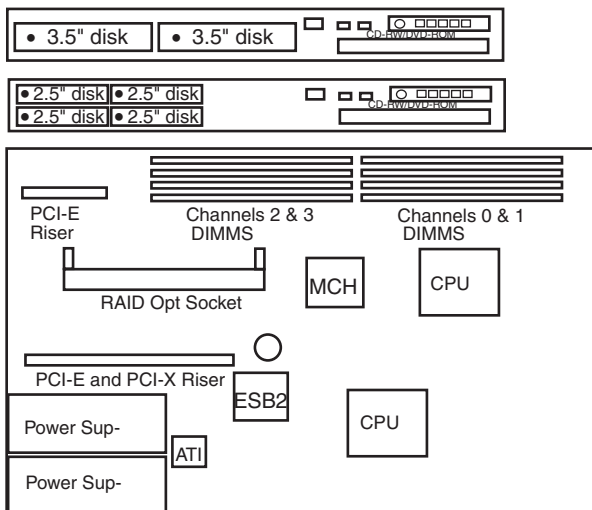 • 3.5" disk • 3.5" disk
CD-RW/DVD-ROM
• 2.5" disk • 2.5" disk
• 2.5" disk • 2.5" disk
CD-RW/DVD-ROM
PCI-E
Riser
Channels 2 & 3
DIMMS
Channels 0 & 1
DIMMS
RAID Opt Socket
MCH
CPU
PCI-E and PCI-X Riser
ESB2
CPU
Power Sup-
ATI
Power Sup-